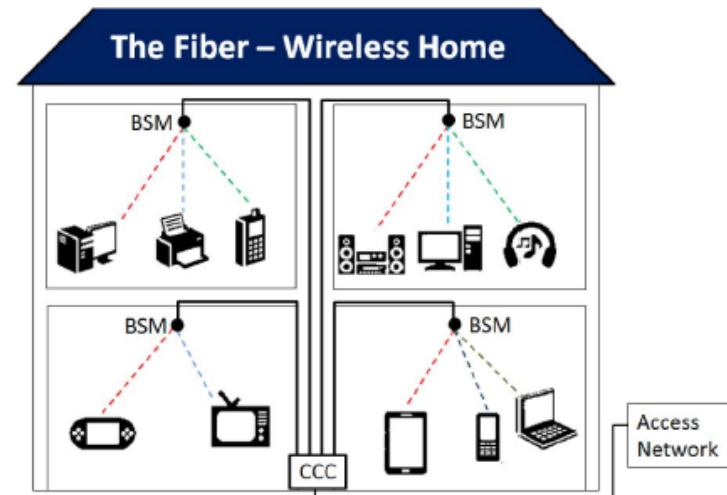 The Fiber – Wireless Home
BSM
BSM
BSM
BSM
CCC
Access
Network